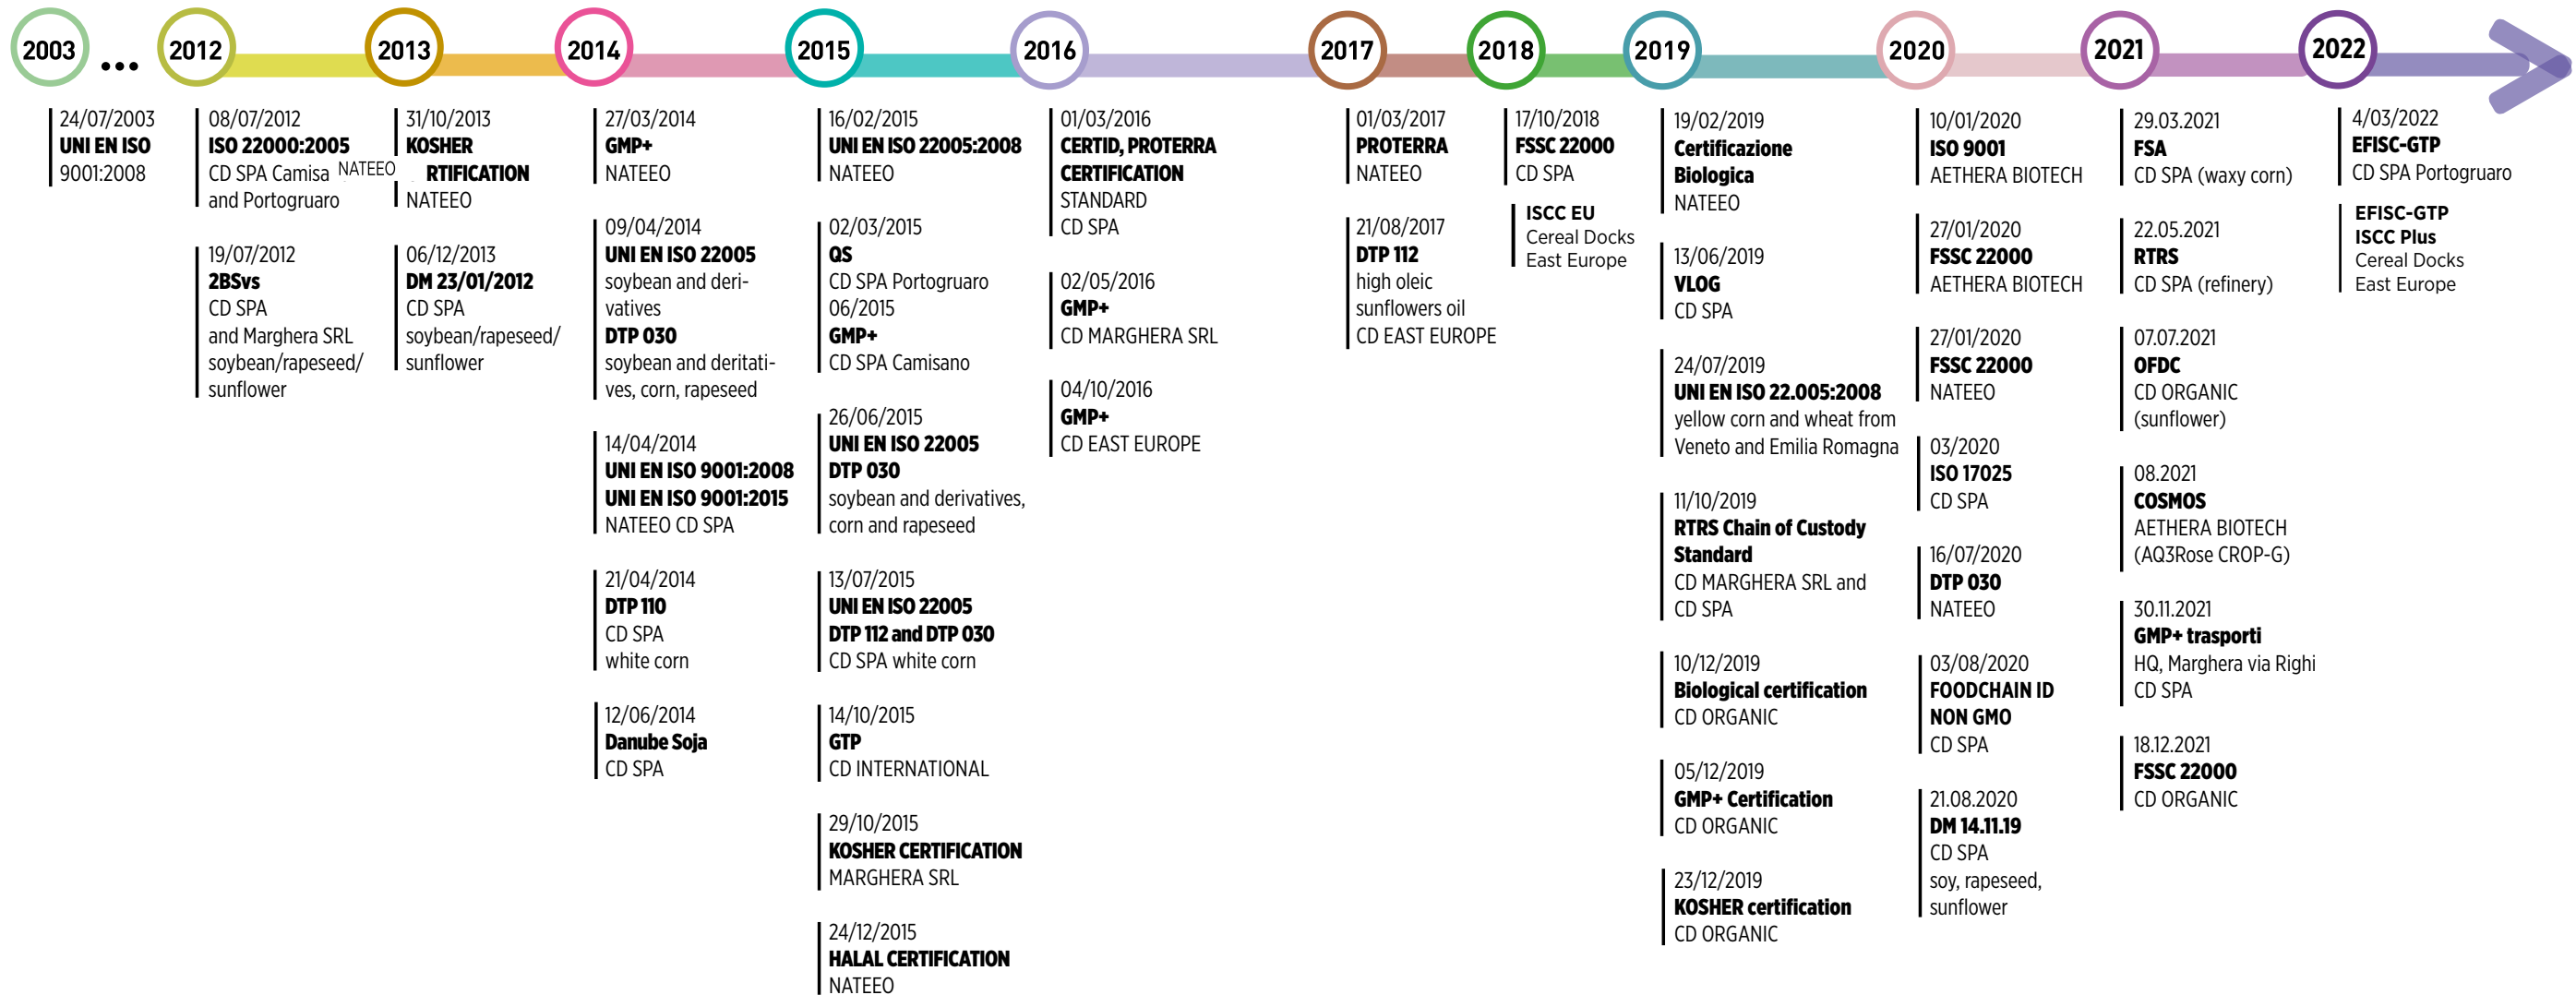 2003
...
2012
2013
2014
2015
2016
2017
2018
2019
2020
2021
2022
24/07/2003
UNI EN ISO
9001:2008
08/07/2012
ISO 22000:2005
CD SPA Camisa
and Portogruaro
NATEEO
19/07/2012
2BSvs
CD SPA
and Marghera SRL
soybean/rapeseed/
sunflower
31/10/2013
KOSHER
RTIFICATION
NATEEO
06/12/2013
DM 23/01/2012
CD SPA
soybean/rapeseed/
sunflower
27/03/2014
GMP+
NATEEO
09/04/2014
UNI EN ISO 22005
soybean and deri-
vatives
DTP 030
soybean and deritati-
ves, corn, rapeseed
14/04/2014
UNI EN ISO 9001:2008
UNI EN ISO 9001:2015
NATEEO CD SPA
21/04/2014
DTP 110
CD SPA
white corn
12/06/2014
Danube Soja
CD SPA
16/02/2015
UNI EN ISO 22005:2008
NATEEO
02/03/2015
QS
CD SPA Portogruaro
06/2015
GMP+
CD SPA Camisano
26/06/2015
UNI EN ISO 22005
DTP 030
soybean and derivatives,
corn and rapeseed
13/07/2015
UNI EN ISO 22005
DTP 112 and DTP 030
CD SPA white corn
14/10/2015
GTP
CD INTERNATIONAL
29/10/2015
KOSHER CERTIFICATION
MARGHERA SRL
24/12/2015
HALAL CERTIFICATION
NATEEO
01/03/2016
CERTID, PROTERRA
CERTIFICATION
STANDARD
CD SPA
02/05/2016
GMP+
CD MARGHERA SRL
04/10/2016
GMP+
CD EAST EUROPE
01/03/2017
PROTERRA
NATEEO
21/08/2017
DTP 112
high oleic
sunflowers oil
CD EAST EUROPE
17/10/2018
FSSC 22000
CD SPA
ISCC EU
Cereal Docks
East Europe
19/02/2019
Certificazione
Biologica
NATEEO
13/06/2019
VLOG
CD SPA
24/07/2019
UNI EN ISO 22.005:2008
yellow corn and wheat from
Veneto and Emilia Romagna
11/10/2019
RTRS Chain of Custody
Standard
CD MARGHERA SRL and
CD SPA
10/12/2019
Biological certification
CD ORGANIC
05/12/2019
GMP+ Certification
CD ORGANIC
23/12/2019
KOSHER certification
CD ORGANIC
10/01/2020
ISO 9001
AETHERA BIOTECH
27/01/2020
FSSC 22000
AETHERA BIOTECH
27/01/2020
FSSC 22000
NATEEO
03/2020
ISO 17025
CD SPA
16/07/2020
DTP 030
NATEEO
03/08/2020
FOODCHAIN ID
NON GMO
CD SPA
21.08.2020
DM 14.11.19
CD SPA
soy, rapeseed,
sunflower
29.03.2021
FSA
CD SPA (waxy corn)
22.05.2021
RTRS
CD SPA (refinery)
07.07.2021
OFDC
CD ORGANIC
(sunflower)
08.2021
COSMOS
AETHERA BIOTECH
(AQ3Rose CROP-G)
30.11.2021
GMP+ trasporti
HQ, Marghera via Righi
CD SPA
18.12.2021
FSSC 22000
CD ORGANIC
4/03/2022
EFISC-GTP
CD SPA Portogruaro
EFISC-GTP
ISCC Plus
Cereal Docks
East Europe